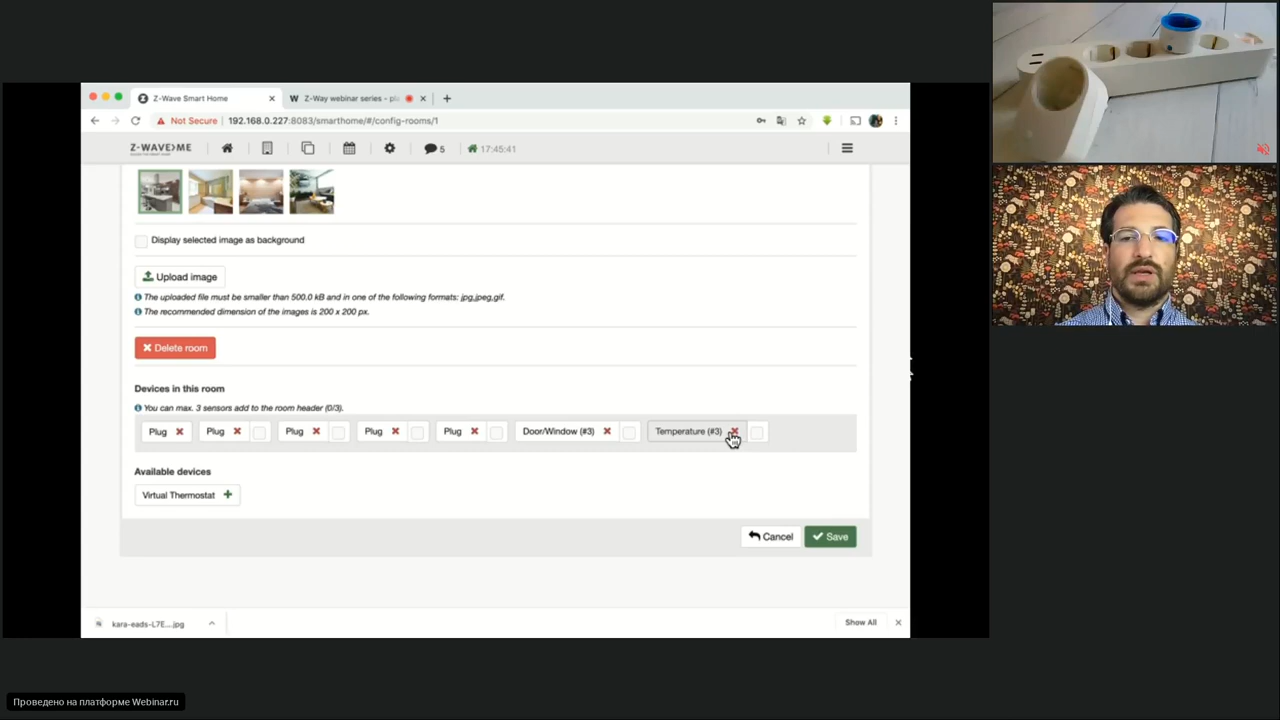 Z-Wave Smart Home
Z-Way webinar series - pla
Not Secure
192.168.0.227:8083/smarthome/#/config-rooms/1
Z-WAVE>ME
5
17:45:41
Display selected image as background
Upload image
The uploaded file must be smaller than 500.0 kB and in one of the following formats: jpg,jpeg,gif.
The recommended dimension of the images is 200 x 200 px.
Delete room
Devices in this room
You can max. 3 sensors add to the room header (0/3).
Plug Plug Plug Plug Plug Door/Window (#3) Temperature (#3)
Available devices
Virtual Thermostat
Cancel Save
kara-eads-L7E....jpg
Show All
Проведено на платформе Webinar.ru